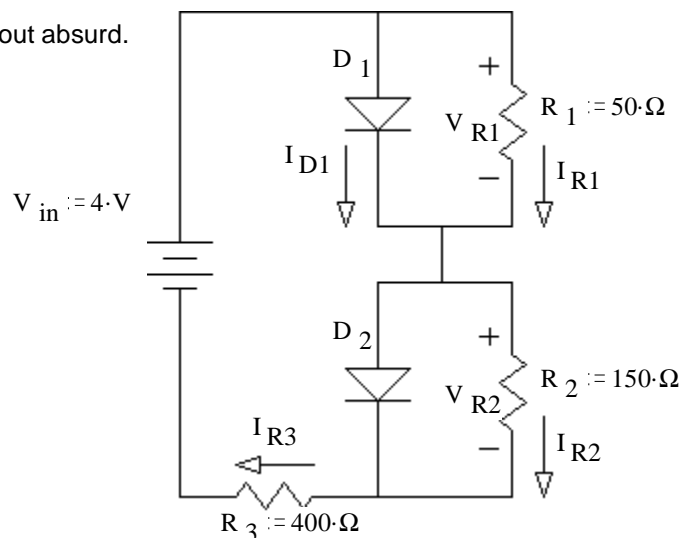 out absurd.
D 1
+
V R1
R 1 := 50·Ω
I D1
−
I R1
V in := 4·V
D 2
+
V R2
R 2 := 150·Ω
I R3
−
I R2
R 3 := 400·Ω